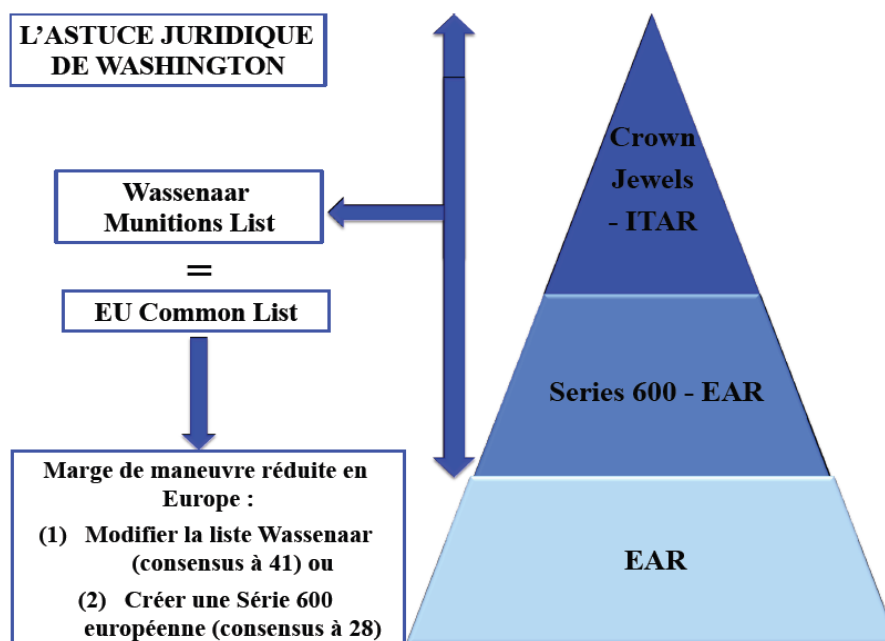 L'ASTUCE JURIDIQUE
DE WASHINGTON
Wassenaar
Munitions List
=
EU Common List
Marge de maneuvre réduite en
Europe :
(1) Modifier la liste Wassenaar
(consensus à 41) ou
(2) Créer une Série 600
européenne (consensus à 28)
Crown
Jewels
- ITAR
Series 600 - EAR
EAR